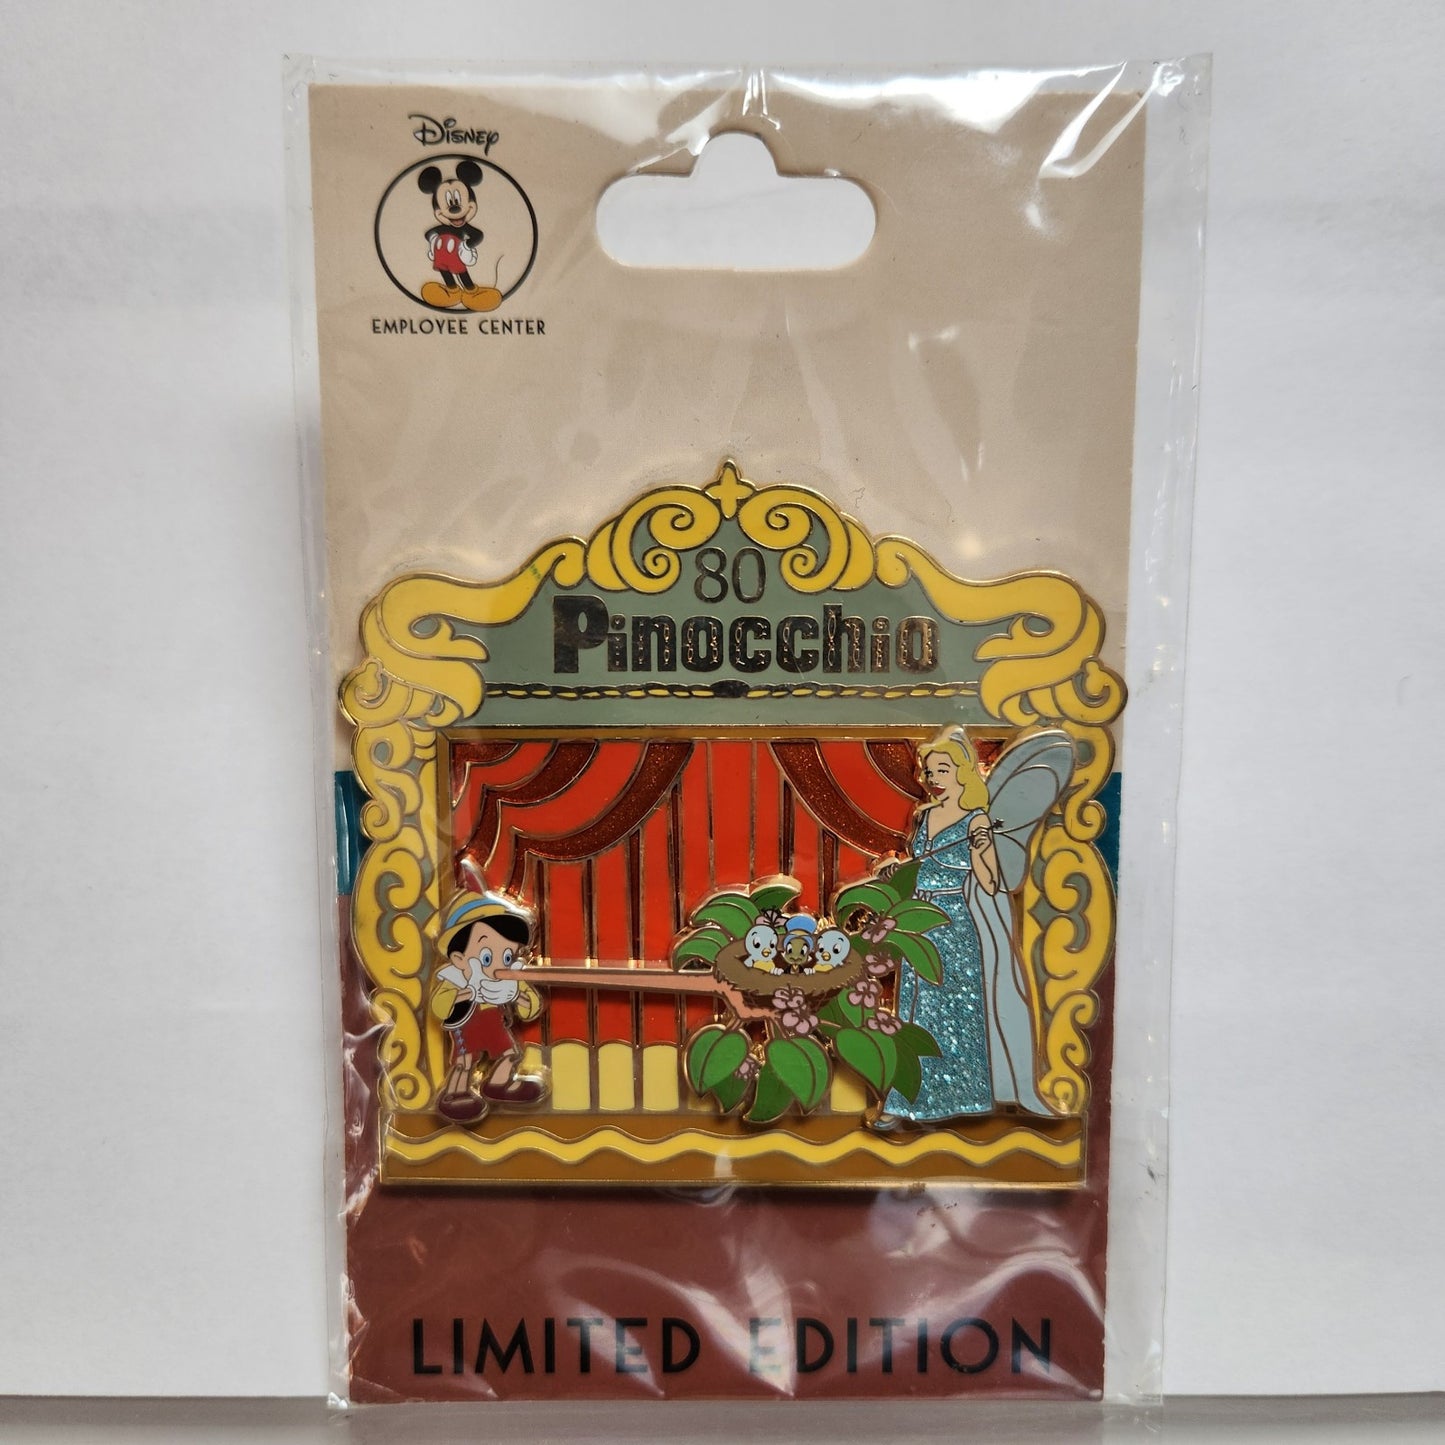 Disney
EMPLOYEE CENTER
80
Pinocchio
LIMITED EDITION